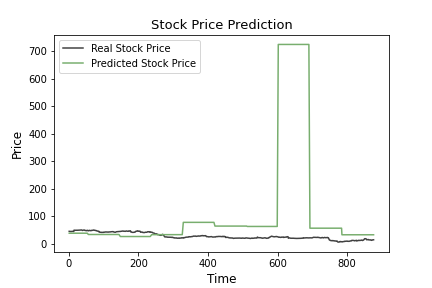 Stock Price Prediction
Real Stock Price
Predicted Stock Price
700
600
500
400
300
200
100
0
Price
0 200 400 600 800
Time